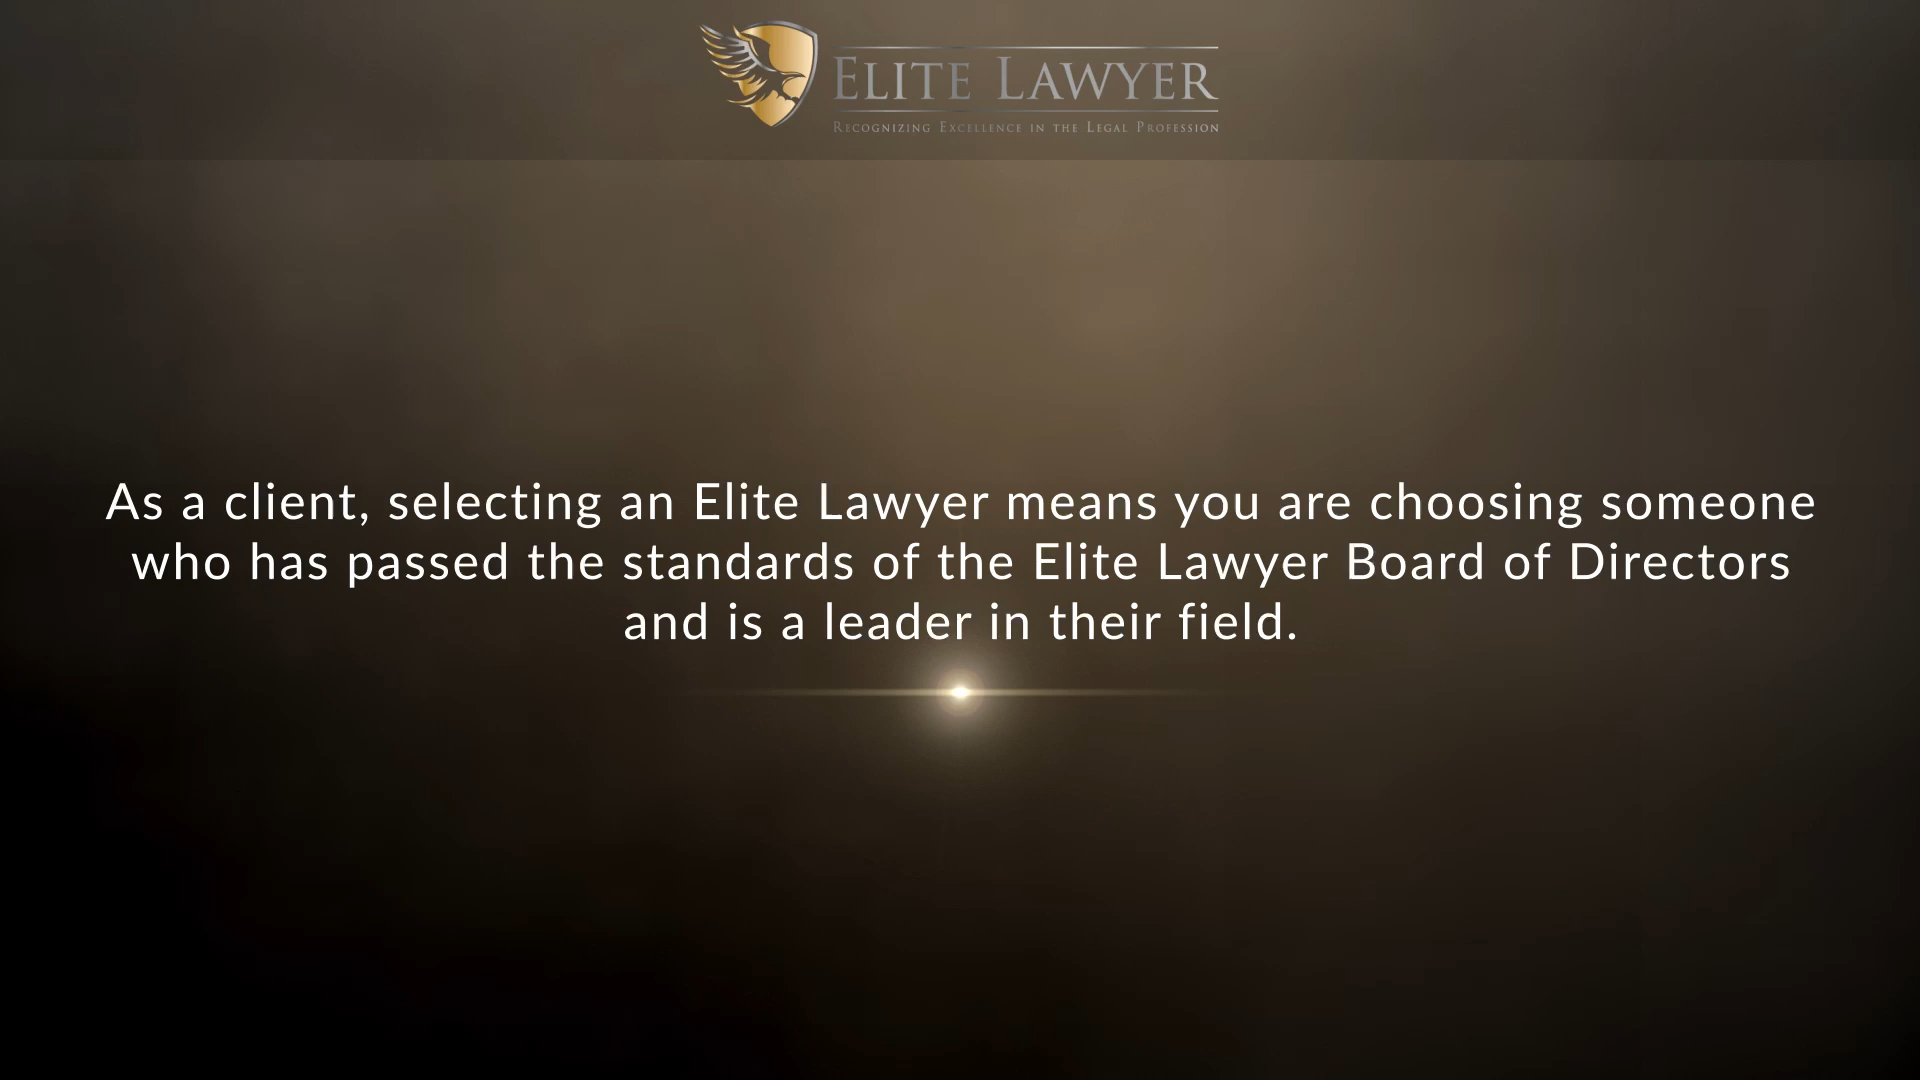 ELITE LAWYER
RECOGNIZING EXCELLENCE IN THE LEGAL PROFESSION
As a client, selecting an Elite Lawyer means you are choosing someone
who has passed the standards of the Elite Lawyer Board of Directors
and is a leader in their field.